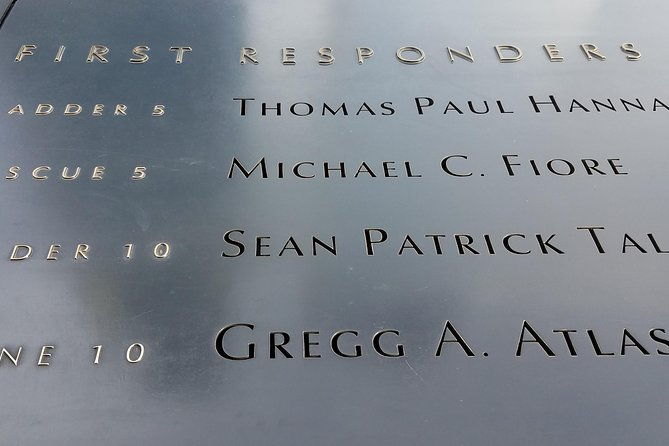 FIRST RESPONDERS
ADDER 5 THOMAS PAUL HANNA
SCUE 5 MICHAEL C. FIORE
DER 10 SEAN PATRICK TAL
NE 10 GREGG A. ATLAS